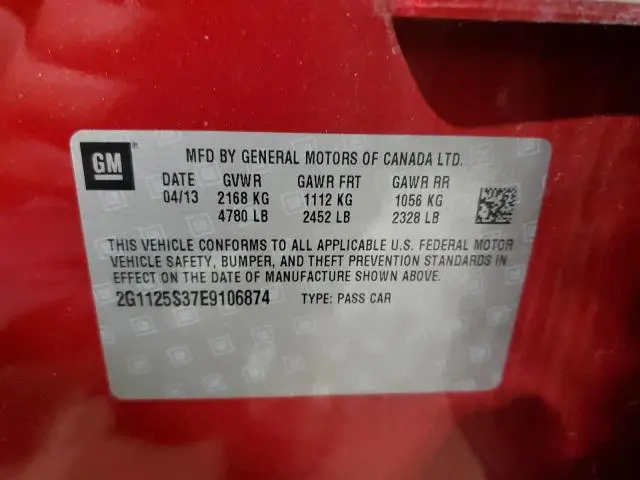 GM
MFD BY GENERAL MOTORS OF CANADA LTD.
DATE GVWR GAWR FRT GAWR RR
04/13 2168 KG 1112 KG 1056 KG
4780 LB 2452 LB 2328 LB
THIS VEHICLE CONFORMS TO ALL APPLICABLE U.S. FEDERAL MOTOR
VEHICLE SAFETY, BUMPER, AND THEFT PREVENTION STANDARDS IN
EFFECT ON THE DATE OF MANUFACTURE SHOWN ABOVE.
2G1125S37E9106874 TYPE: PASS CAR